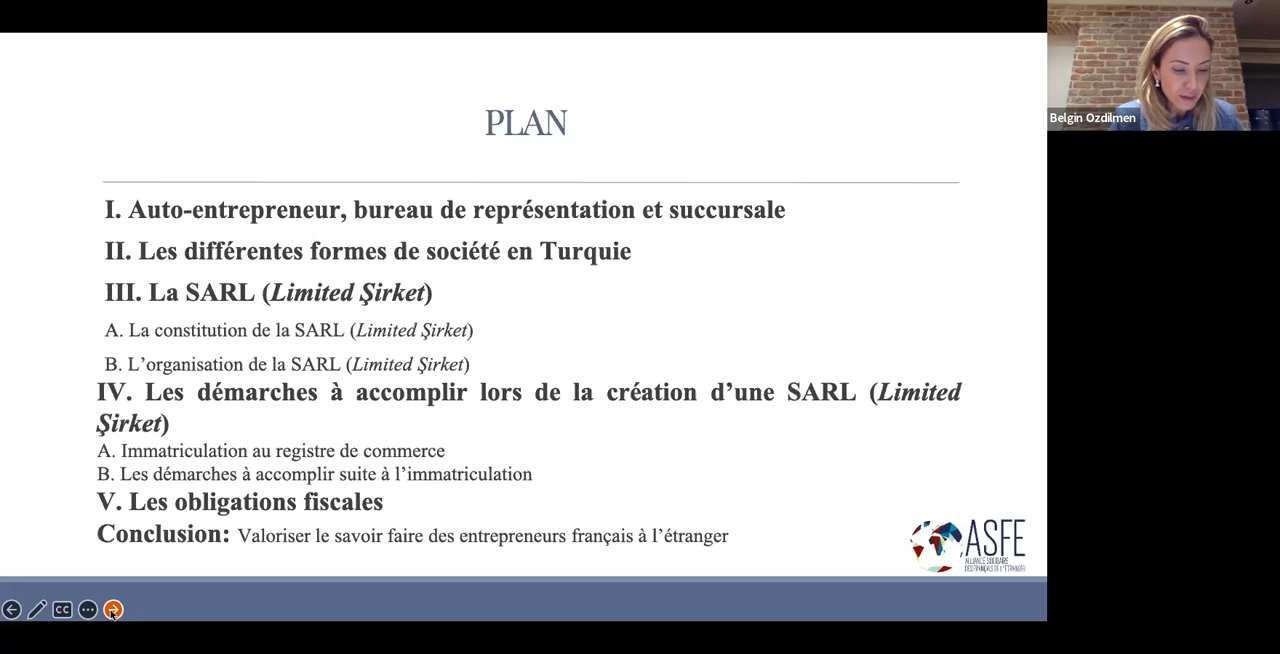 PLAN
I. Auto-entrepreneur, bureau de représentation et succursale
II. Les différentes formes de société en Turquie
III. La SARL (Limited Şirket)
A. La constitution de la SARL (Limited Şirket)
B. L’organisation de la SARL (Limited Şirket)
IV. Les démarches à accomplir lors de la création d’une SARL (Limited
Şirket)
A. Immatriculation au registre de commerce
B. Les démarches à accomplir suite à l’immatriculation
V. Les obligations fiscales
Conclusion: Valoriser le savoir faire des entrepreneurs français à l’étranger
ASFE
ALLIANCE SOLIDAIRE
DES FRANÇAIS DE L'ÉTRANGER
CC
Belgin Ozdilmen